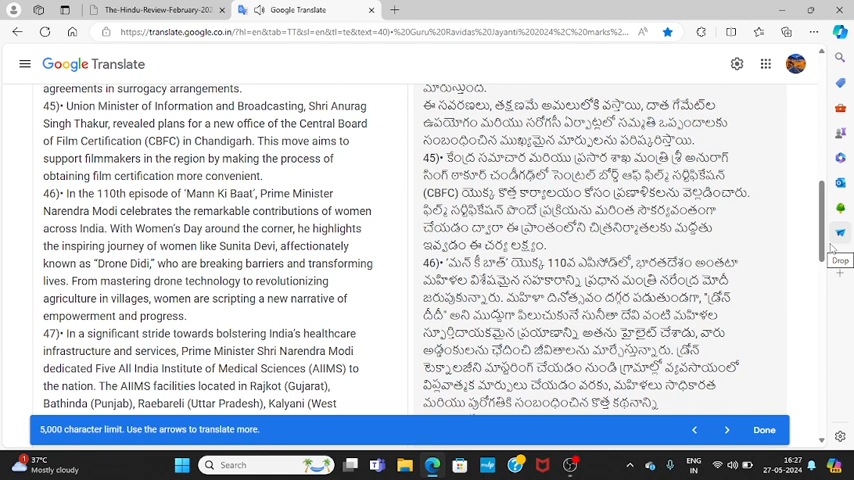 The-Hindu-Review-February-202
Google Translate
https://translate.google.co.in/?hl=en&tab=TT&sl=en&tl=te&text=40)•%20Guru%20Ravidas%20Jayanti%202024%2C%20marks%...
Google Translate
agreements in surrogacy arrangements.
45)• Union Minister of Information and Broadcasting, Shri Anurag
Singh Thakur, revealed plans for a new office of the Central Board
of Film Certification (CBFC) in Chandigarh. This move aims to
support filmmakers in the region by making the process of
obtaining film certification more convenient.
46)• In the 110th episode of ‘Mann Ki Baat’, Prime Minister
Narendra Modi celebrates the remarkable contributions of women
across India. With Women's Day around the corner, he highlights
the inspiring journey of women like Sunita Devi, affectionately
known as “Drone Didi,” who are breaking barriers and transforming
lives. From mastering drone technology to revolutionizing
agriculture in villages, women are scripting a new narrative of
empowerment and progress.
47)• In a significant stride towards bolstering India's healthcare
infrastructure and services, Prime Minister Shri Narendra Modi
dedicated Five All India Institute of Medical Sciences (AIIMS) to
the nation. The AIIMS facilities located in Rajkot (Gujarat),
Bathinda (Punjab), Raebareli (Uttar Pradesh), Kalyani (West
మారుస్తుంది.
ఈ సవరణలు, తక్షణమే అమలులోకి వస్తాయి, దాత గేమేట్‌ల
ఉపయోగం మరియు సరోగసీ ఏర్పాట్లలో సమ్మతి ఒప్పందాలకు
సంబంధించిన ముఖ్యమైన మార్పులను పరిష్కరిస్తాయి.
45)• కేంద్ర సమాచార మరియు ప్రసార శాఖ మంత్రి శ్రీ అనురాగ్
సింగ్ ఠాకూర్ చండీగఢ్‌లో సెంట్రల్ బోర్డ్ ఆఫ్ ఫిల్మ్ సర్టిఫికేషన్
(CBFC) యొక్క కొత్త కార్యాలయం కోసం ప్రణాళికలను వెల్లడించారు.
ఫిల్మ్ సర్టిఫికేషన్ పొందే ప్రక్రియను మరింత సౌకర్యవంతంగా
చేయడం ద్వారా ఈ ప్రాంతంలోని చిత్రనిర్మాతలకు మద్దతు
ఇవ్వడం ఈ చర్య లక్ష్యం.
46)• ‘మన్ కీ బాత్’ యొక్క 110వ ఎపిసోడ్‌లో, భారతదేశం అంతటా
మహిళల విశేషమైన సహకారాన్ని ప్రధాన మంత్రి నరేంద్ర మోదీ
జరుపుకున్నారు. మహిళా దినోత్సవం దగ్గర పడుతుండగా, "డ్రోన్
దీదీ" అని ముద్దుగా పిలుచుకునే సునీతా దేవి వంటి మహిళల
స్ఫూర్తిదాయకమైన ప్రయాణాన్ని అతను హైలైట్ చేశాడు, వారు
అడ్డంకులను ఛేదించి జీవితాలను మార్చేస్తున్నారు. డ్రోన్
టెక్నాలజీని మాస్టరింగ్ చేయడం నుండి గ్రామాల్లో వ్యవసాయంలో
విప్లవాత్మక మార్పులు చేయడం వరకు, మహిళలు సాధికారత
మరియు పురోగతికి సంబంధించిన కొత్త కథనాన్ని
Drop
5,000 character limit. Use the arrows to translate more.
Done
37°C
Mostly cloudy
Search
ENG
IN
16:27
27-05-2024